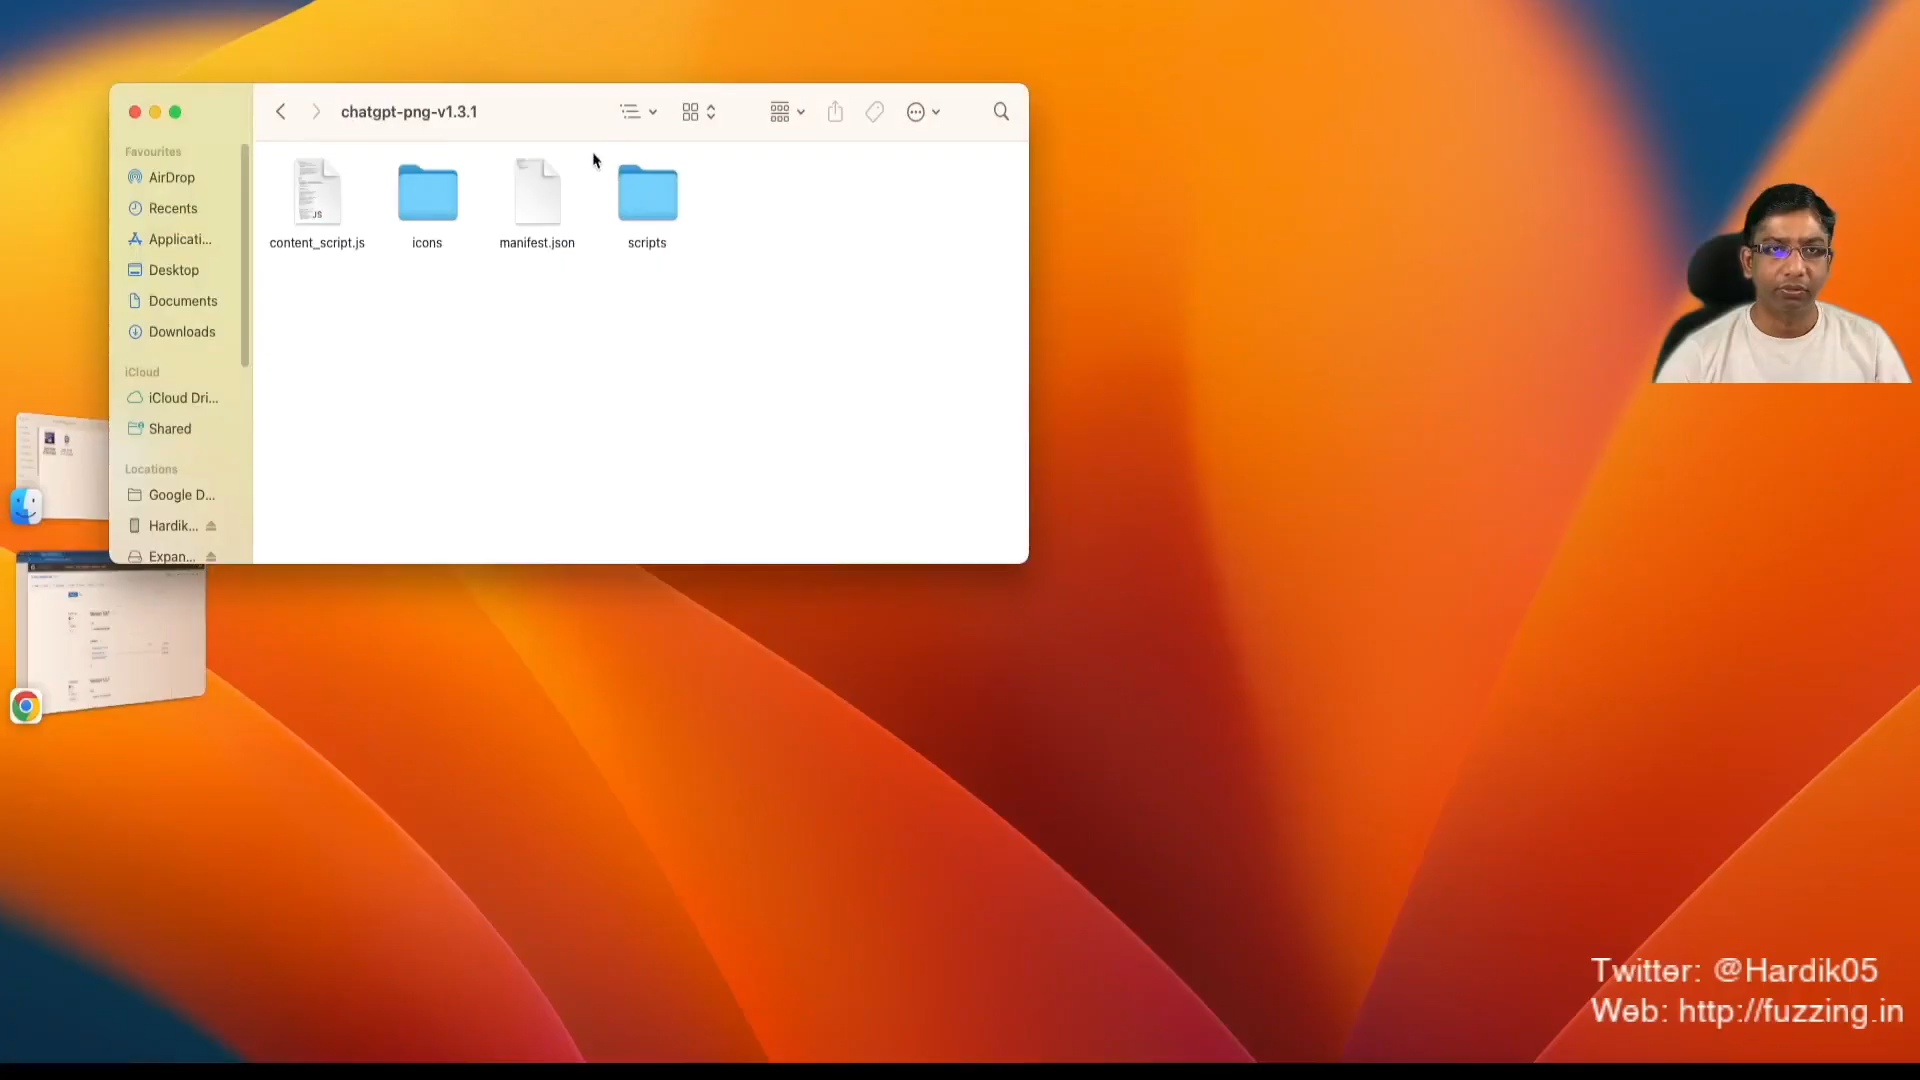 chatgpt-png-v1.3.1
Favourites
AirDrop
Recents
Applicati...
Desktop
Documents
Downloads
iCloud
iCloud Dri...
Shared
Locations
Google D...
Hardik...
Expan...
JS
content_script.js
icons
manifest.json
scripts
Twitter: @Hardik05
Web: http://fuzzing.in